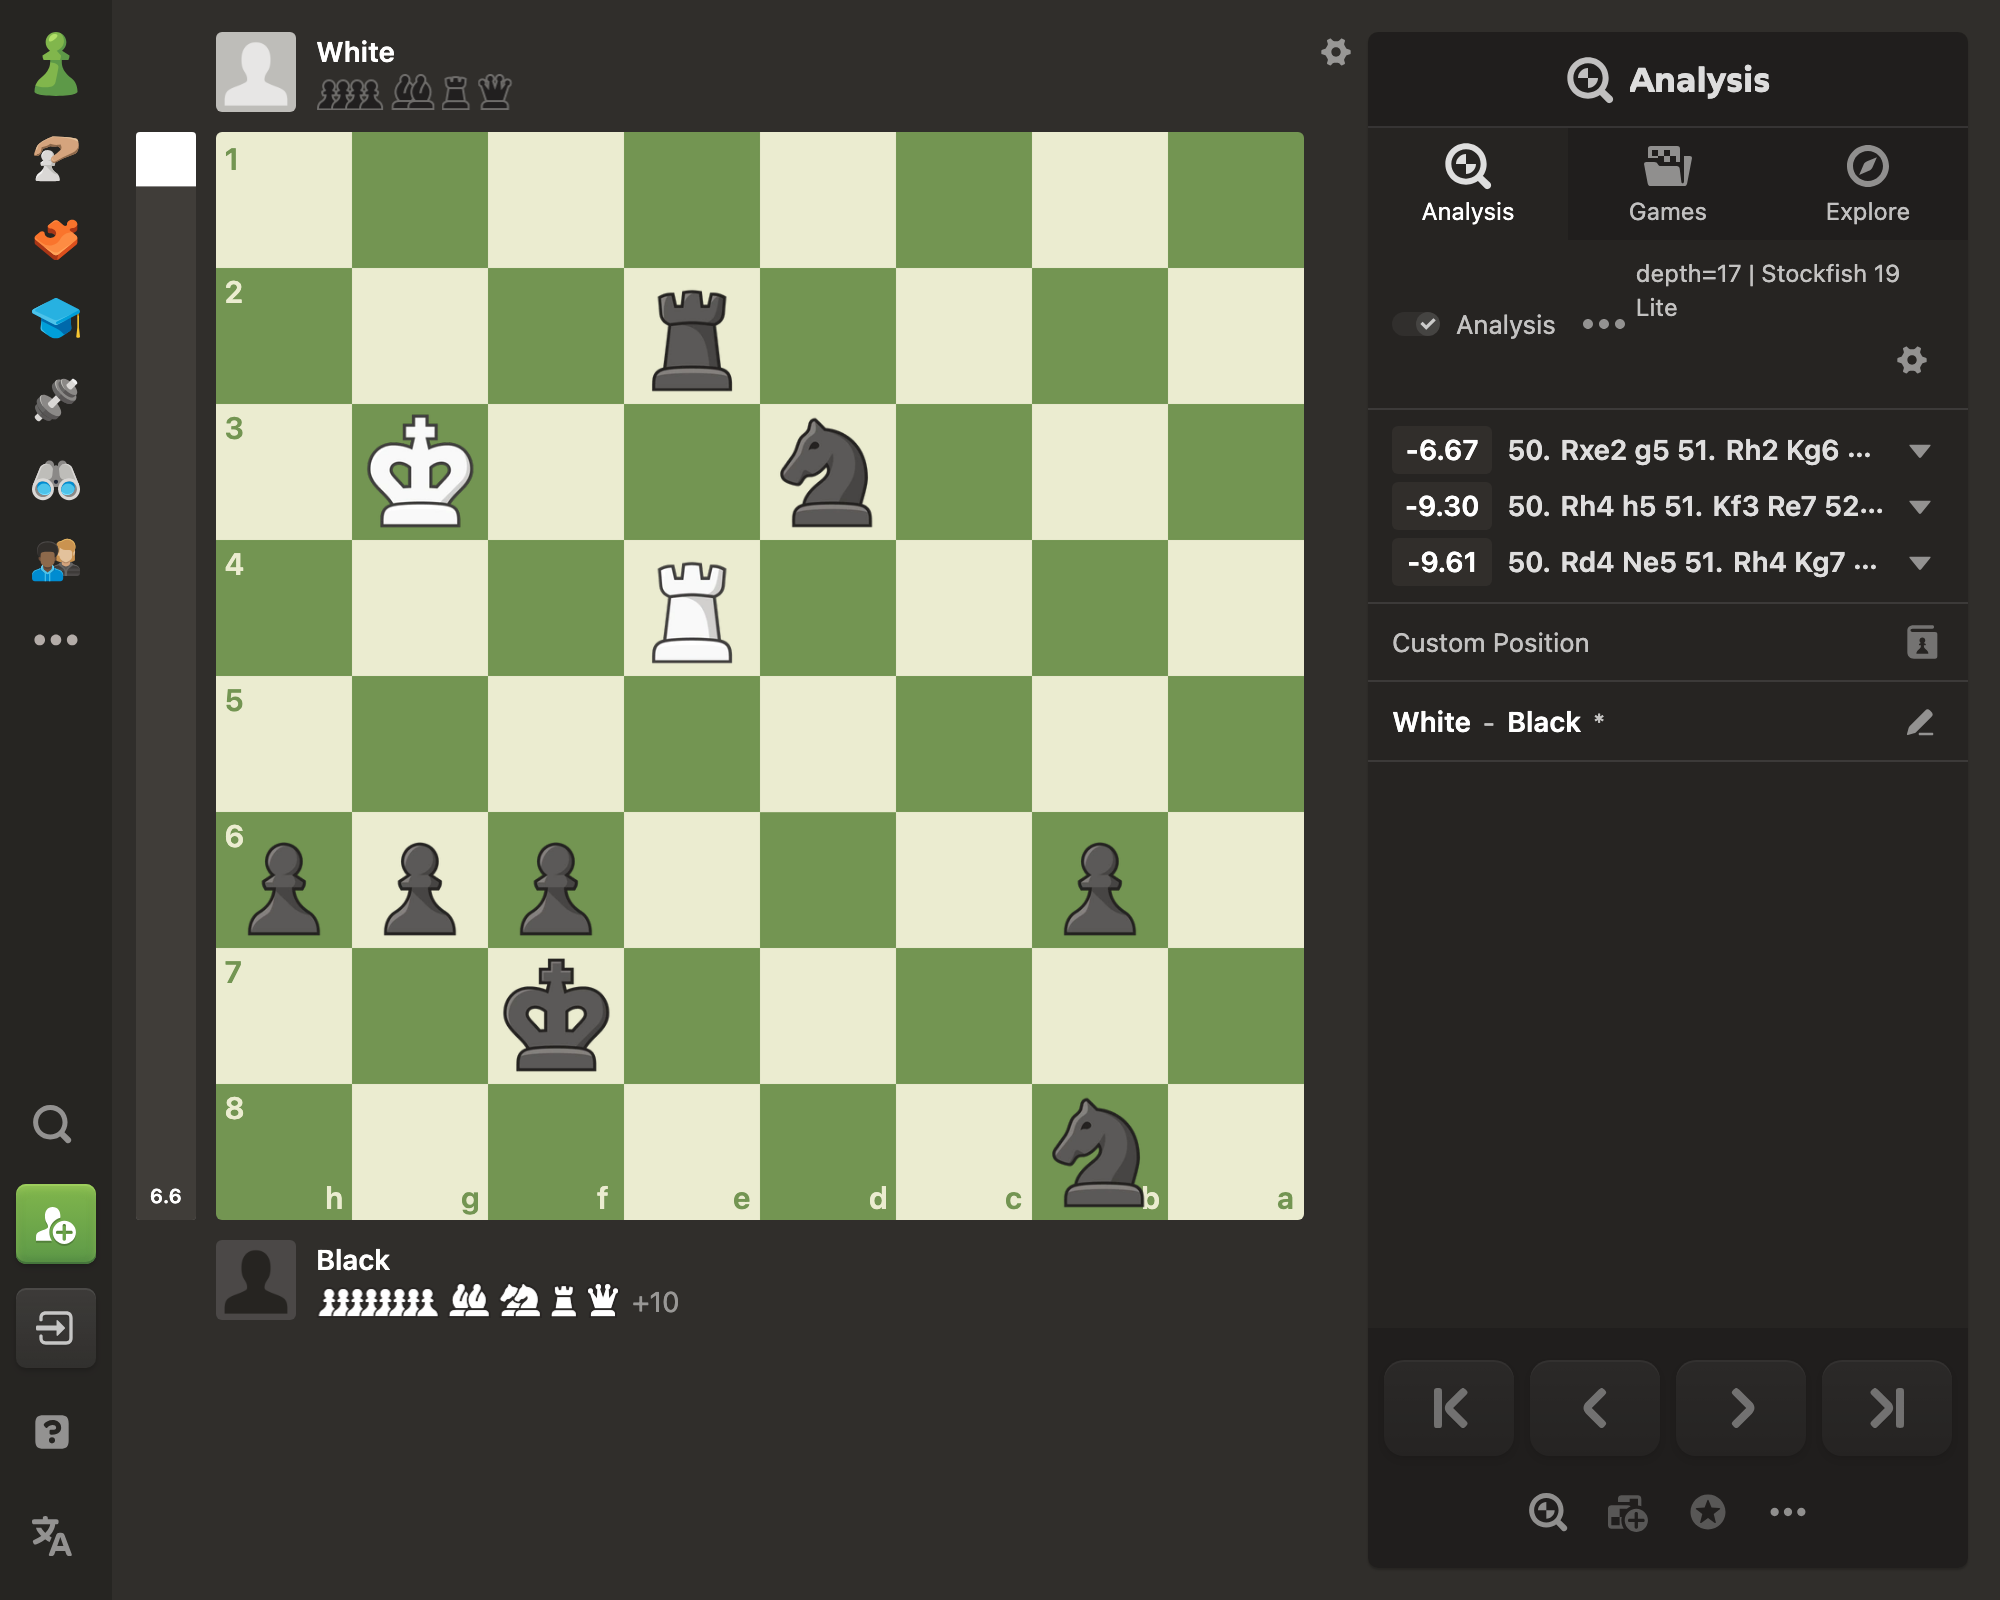 White
1
2
3
4
5
6
7
8
h g f e d c b a
6.6
Black
+10
Analysis
Analysis Games Explore
depth=17 | Stockfish 19
Lite
Analysis
-6.67 50. Rxe2 g5 51. Rh2 Kg6 ...
-9.30 50. Rh4 h5 51. Kf3 Re7 52...
-9.61 50. Rd4 Ne5 51. Rh4 Kg7 ...
Custom Position
White - Black *